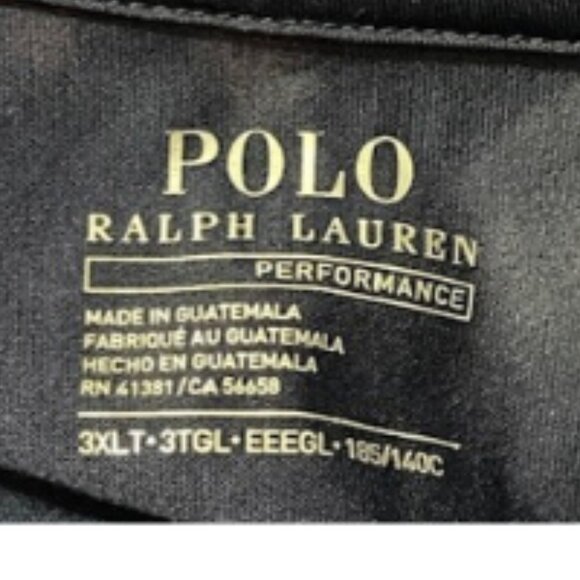 POLO
RALPH LAUREN
PERFORMANCE
MADE IN GUATEMALA
FABRIQUÉ AU GUATEMALA
HECHO EN GUATEMALA
RN 41381/CA 56658
3XLT•3TGL•EEEGL•185/140C